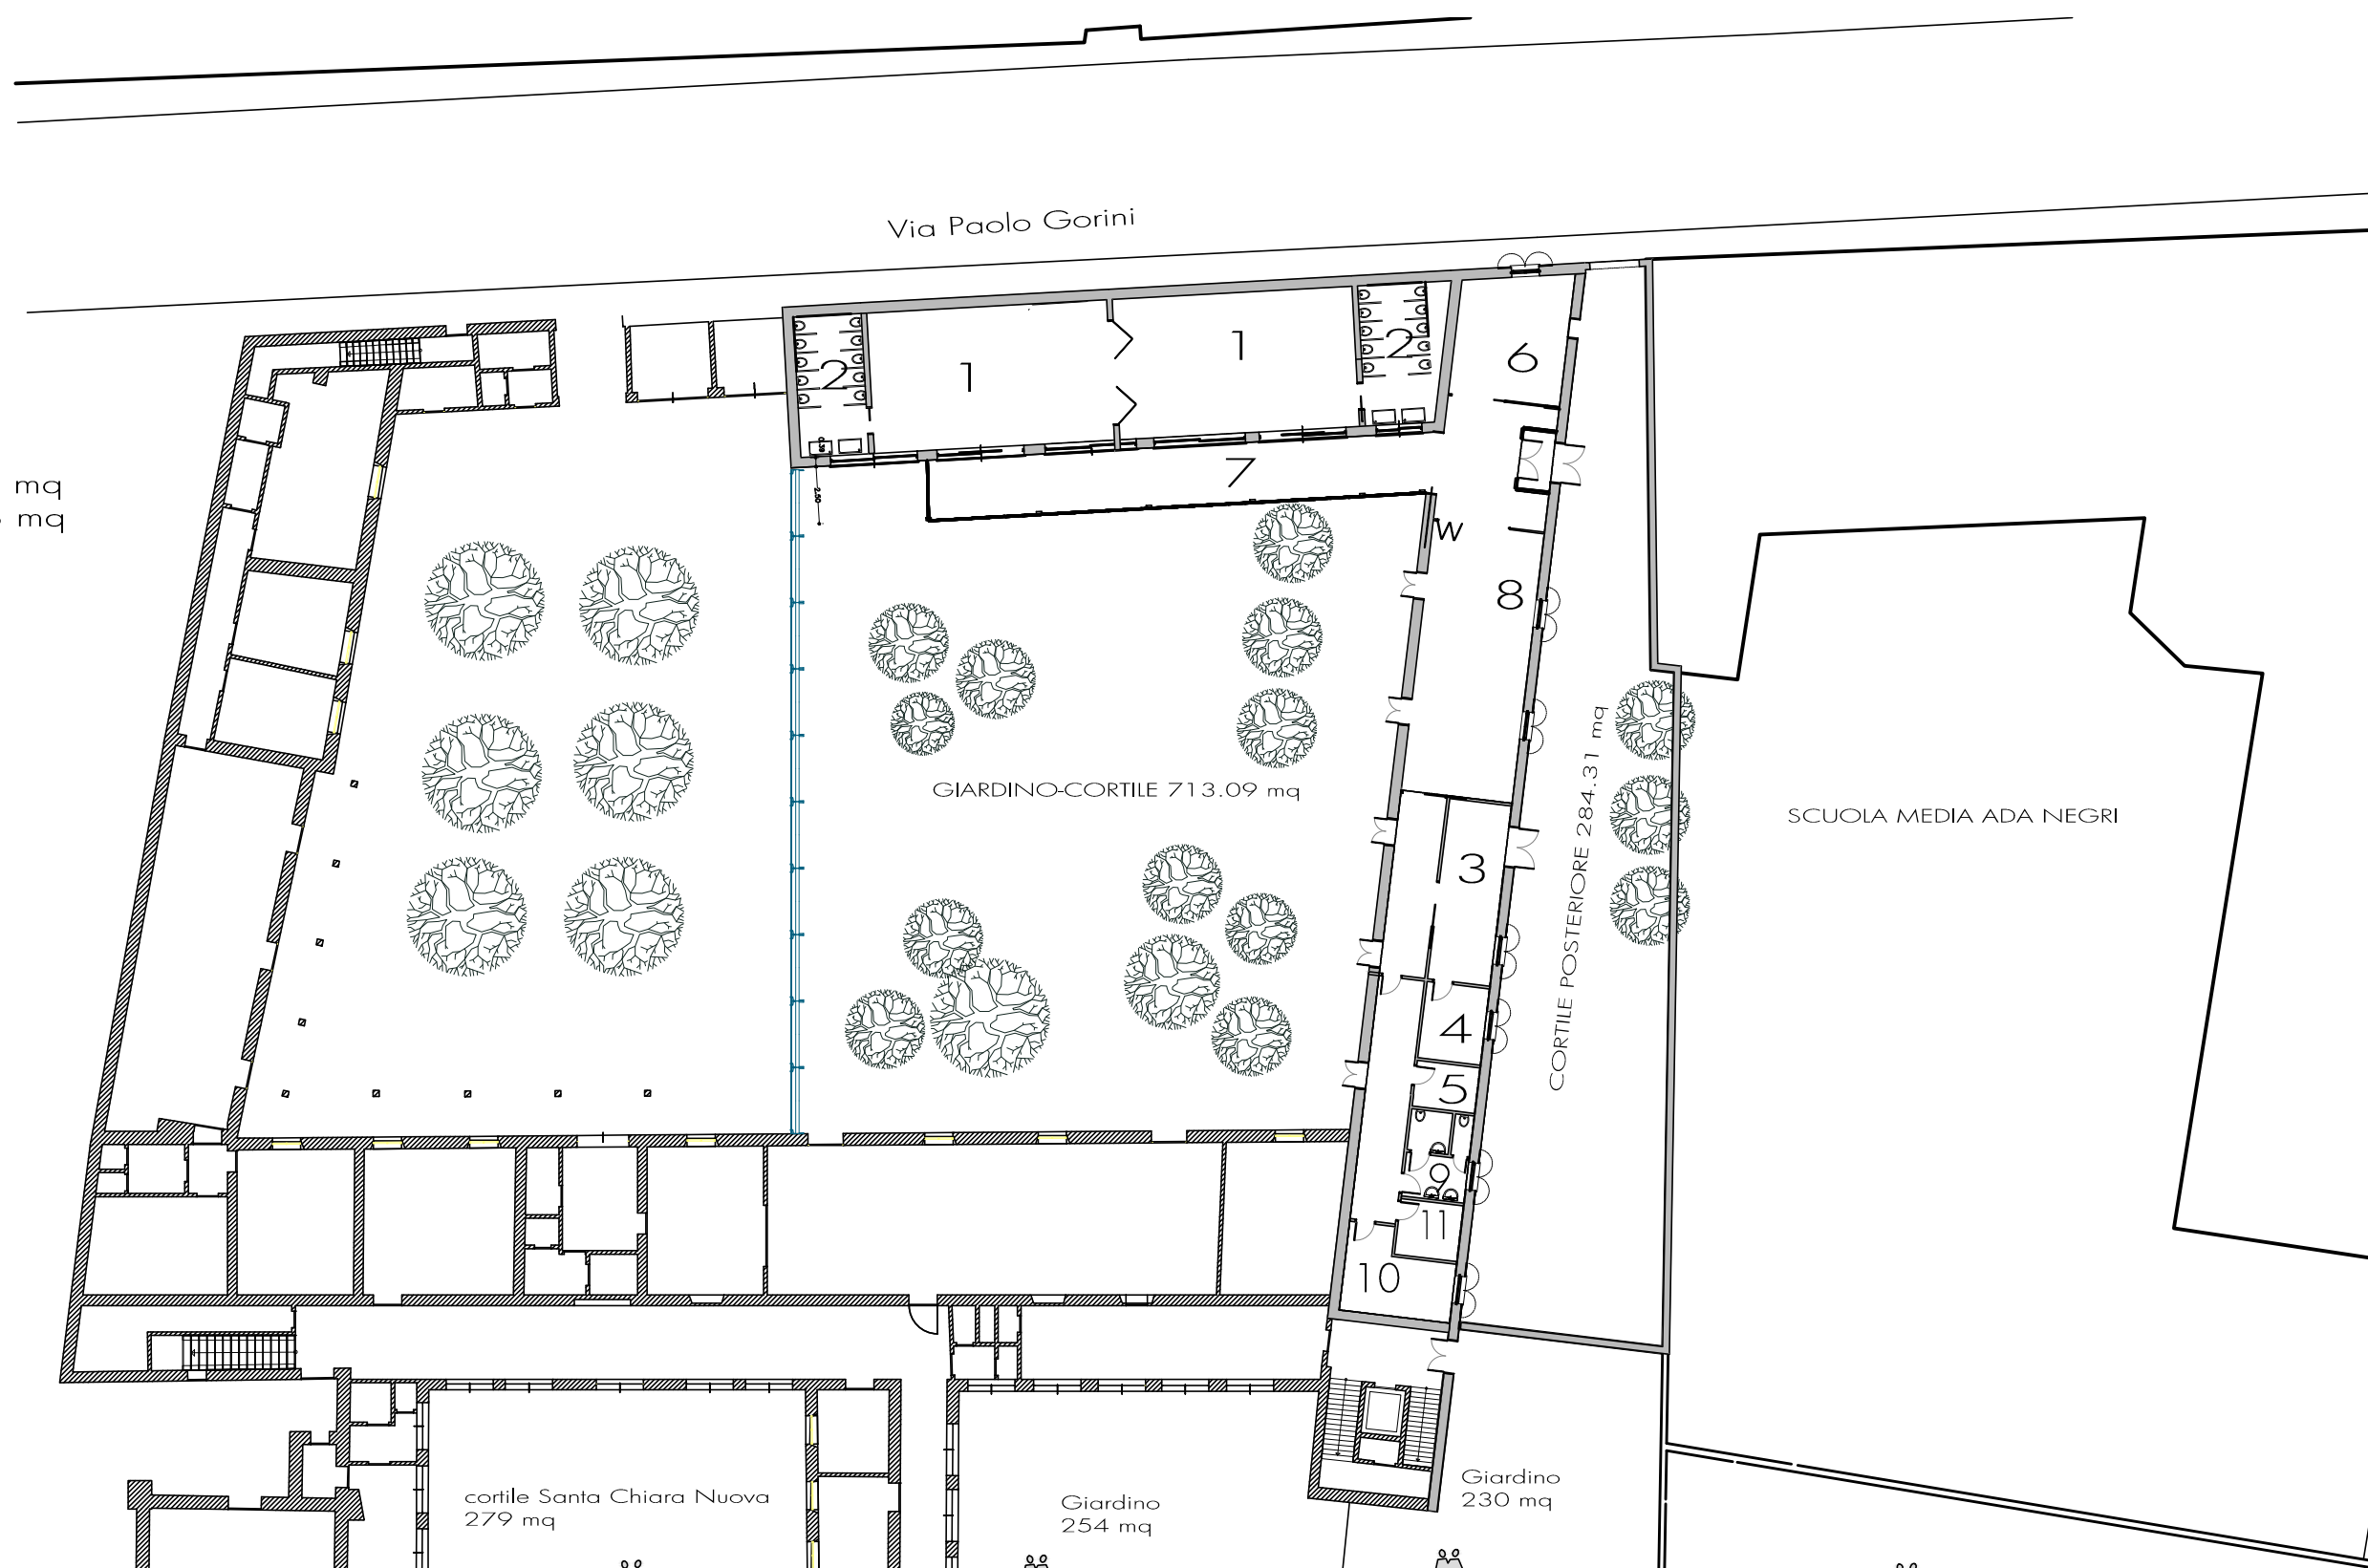 Via Paolo Gorini
mq
mq
2
1
1
2
6
7
W
8
GIARDINO-CORTILE 713.09 mq
3
CORTILE POSTERIORE 284.31 mq
SCUOLA MEDIA ADA NEGRI
4
5
9
11
10
cortile Santa Chiara Nuova
279 mq
Giardino
254 mq
Giardino
230 mq
2.50